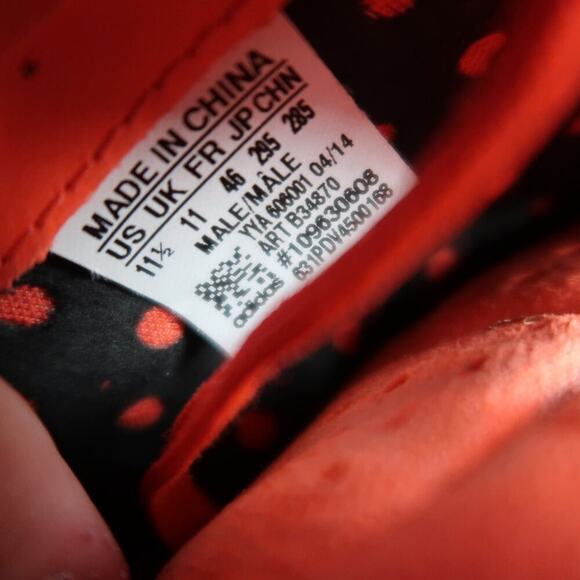 MADE IN CHINA
US UK FR JP CHN
11½ 11 46 295 285
MALE/MÂLE
YYA 606001 04/14
ART B34870
#109630608
631PDV4500168
adidas